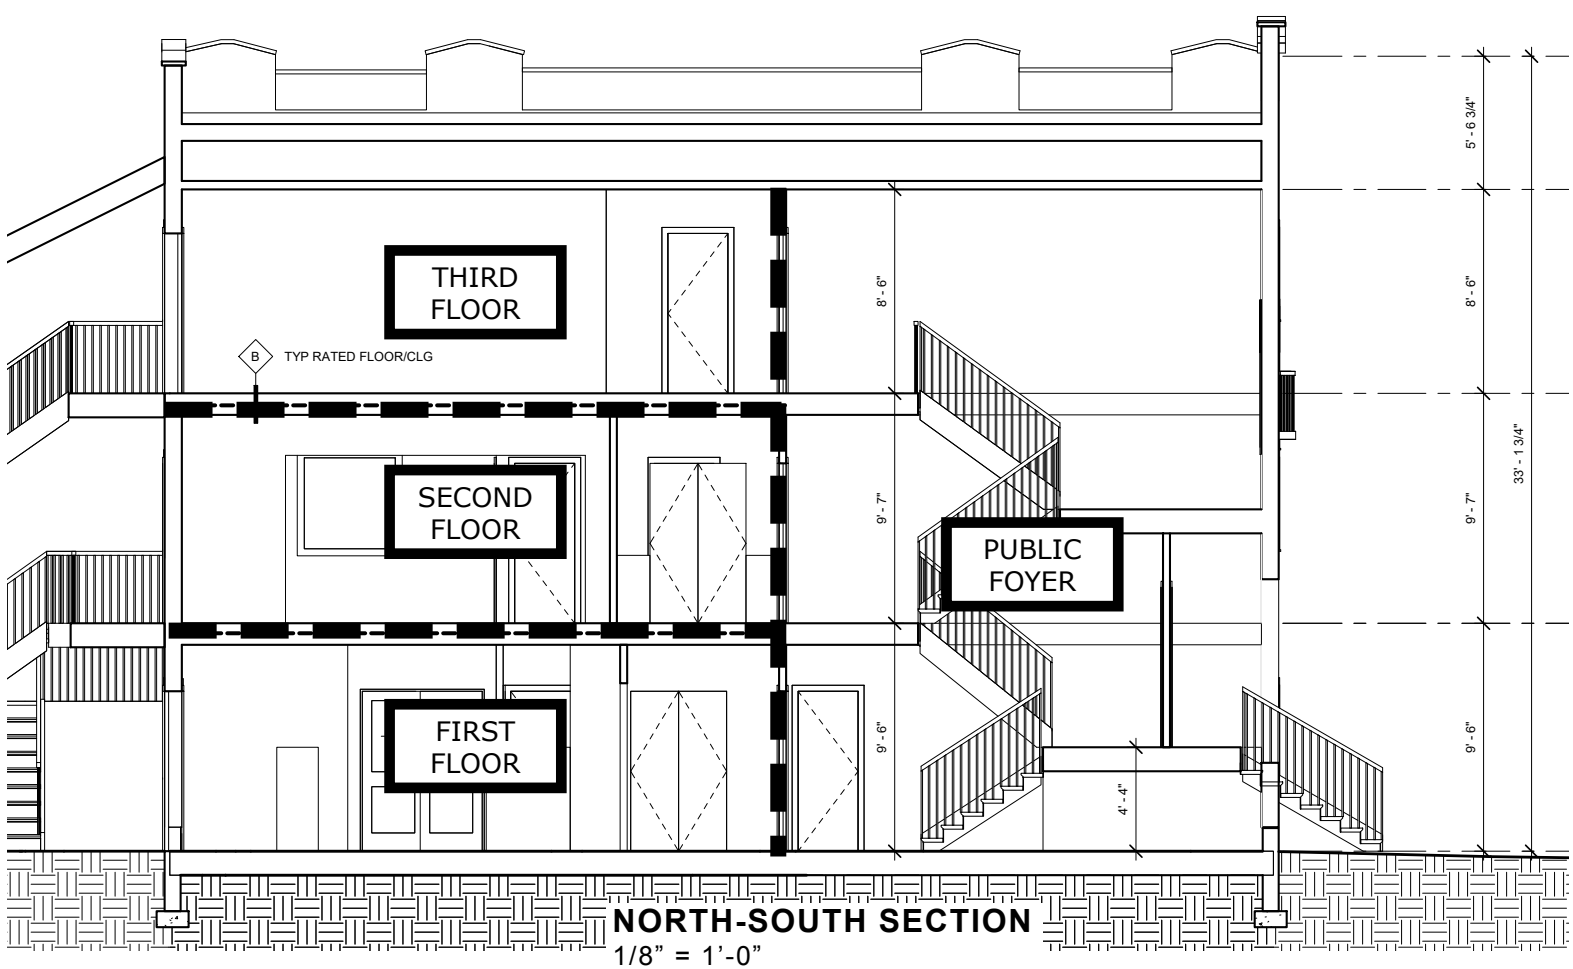 5' - 6 3/4"
THIRD
FLOOR
8' - 6"
8' - 6"
B
TYP RATED FLOOR/CLG
33' - 1 3/4"
SECOND
FLOOR
9' - 7"
9' - 7"
PUBLIC
FOYER
FIRST
FLOOR
9' - 6"
9' - 6"
4' - 4"
NORTH-SOUTH SECTION
1/8” = 1’-0”